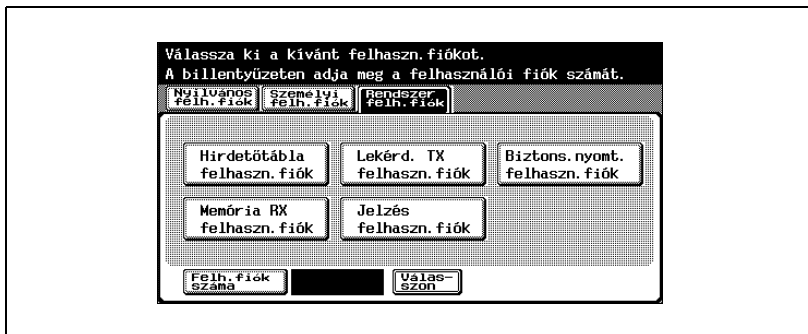 Válassza ki a kívánt felhaszn.fiókot.
A billentyűzeten adja meg a felhasználói fiók számát.
Nyilvános felh.fiók
Személyi felh.fiók
Rendszer felh.fiók
Hirdetőtábla felhaszn.fiók
Lekérd. TX felhaszn.fiók
Biztons.nyomt. felhaszn.fiók
Memória RX felhaszn.fiók
Jelzés felhaszn.fiók
Felh.fiók száma
Válas-szon